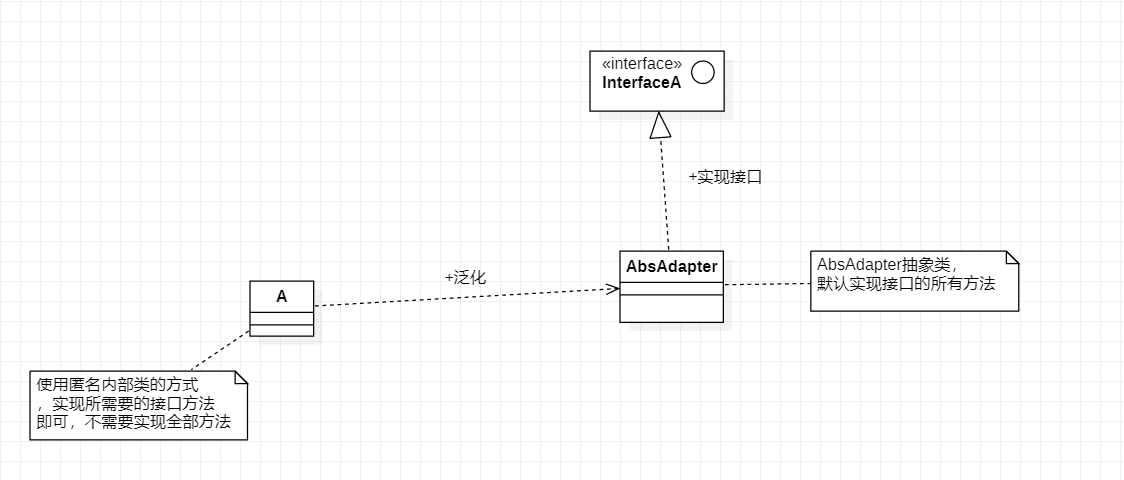 «interface»
InterfaceA
+实现接口
AbsAdapter
AbsAdapter抽象类，
默认实现接口的所有方法
+泛化
A
使用匿名内部类的方式
，实现所需要的接口方法
即可，不需要实现全部方法